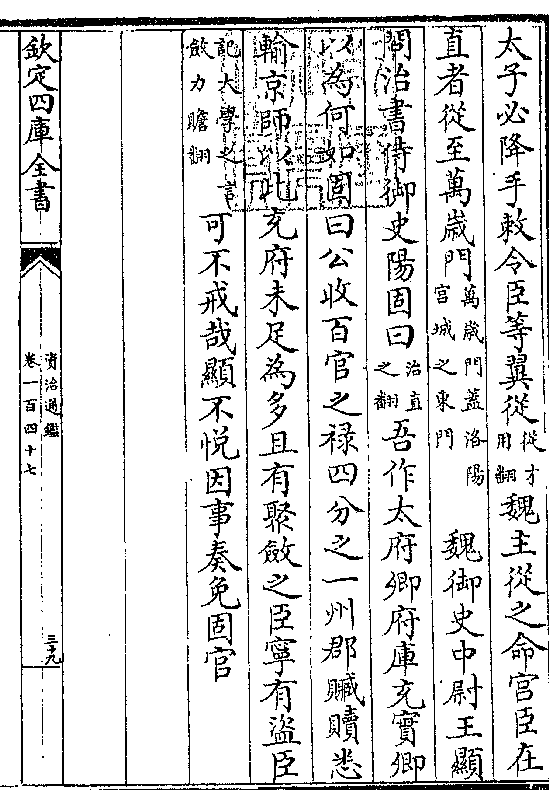 太子必降手敕令臣等翼從從才用翻魏主從之命宫臣在
直者從至萬歲門萬歲門蓋洛陽宫城之東門魏御史中尉王顯
問治書侍御史陽固曰治直之翻吾作太府卿府庫充實卿
以為何如固曰公收百官之禄四分之一州郡贓贖悉
輸京師以此充府未足為多且有聚斂之臣寧有盜臣
記大學之言斂力贍翻可不戒哉顯不悦因事奏免固官
欽定四庫全書
資治通鑑
卷一百四十七
三十九